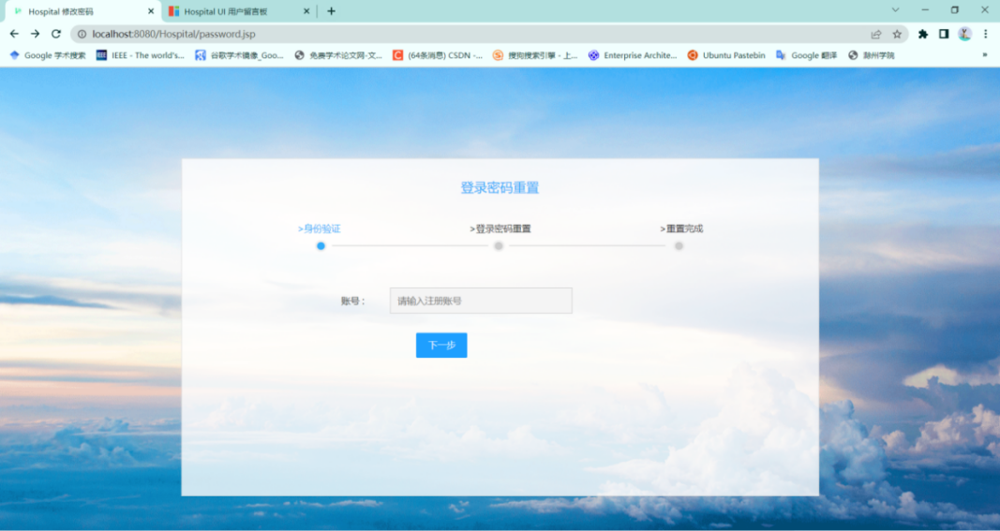 Hospital 修改密码
Hospital UI 用户留言板
localhost:8080/Hospital/password.jsp
Google 学术搜索
IEEE - The world's...
谷歌学术镜像_Goo...
免费学术论文网-文...
(64条消息) CSDN -...
搜狗搜索引擎 - 上...
Enterprise Archite...
Ubuntu Pastebin
Google 翻译
滁州学院
»
登录密码重置
>身份验证
>登录密码重置
>重置完成
账号：
请输入注册账号
下一步